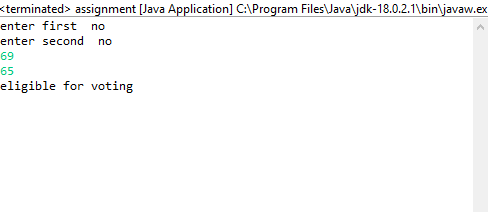 <terminated> assignment [Java Application] C:\Program Files\Java\jdk-18.0.2.1\bin\javaw.ex
enter first  no
enter second  no
69
65
eligible for voting